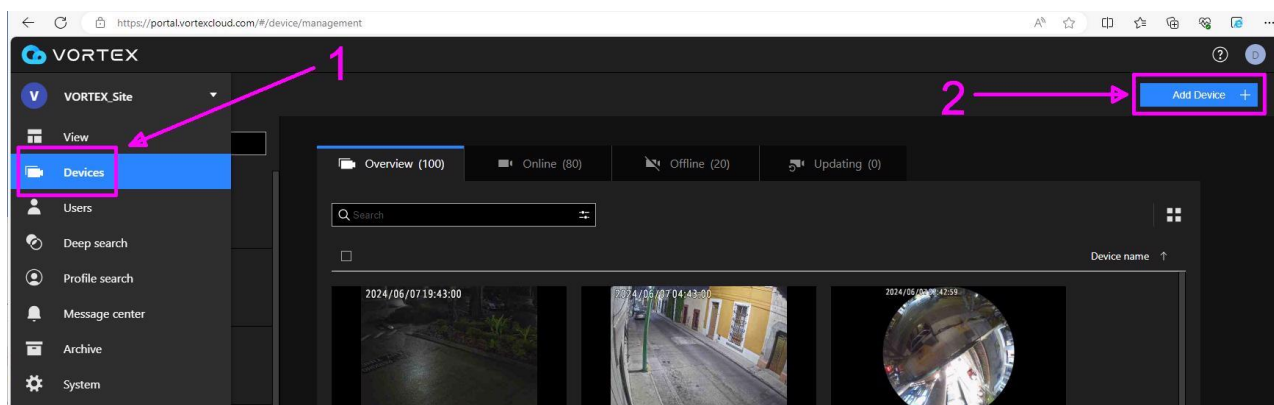 https://portal.vortexcloud.com/#/device/management
VORTEX
1
V VORTEX_Site
2
Add Device +
View
Devices
Users
Deep search
Profile search
Message center
Archive
System
Overview (100) Online (80) Offline (20) Updating (0)
Search
Device name ↑
2024/06/07 19:43:00
2024/06/07 04:43:00
D